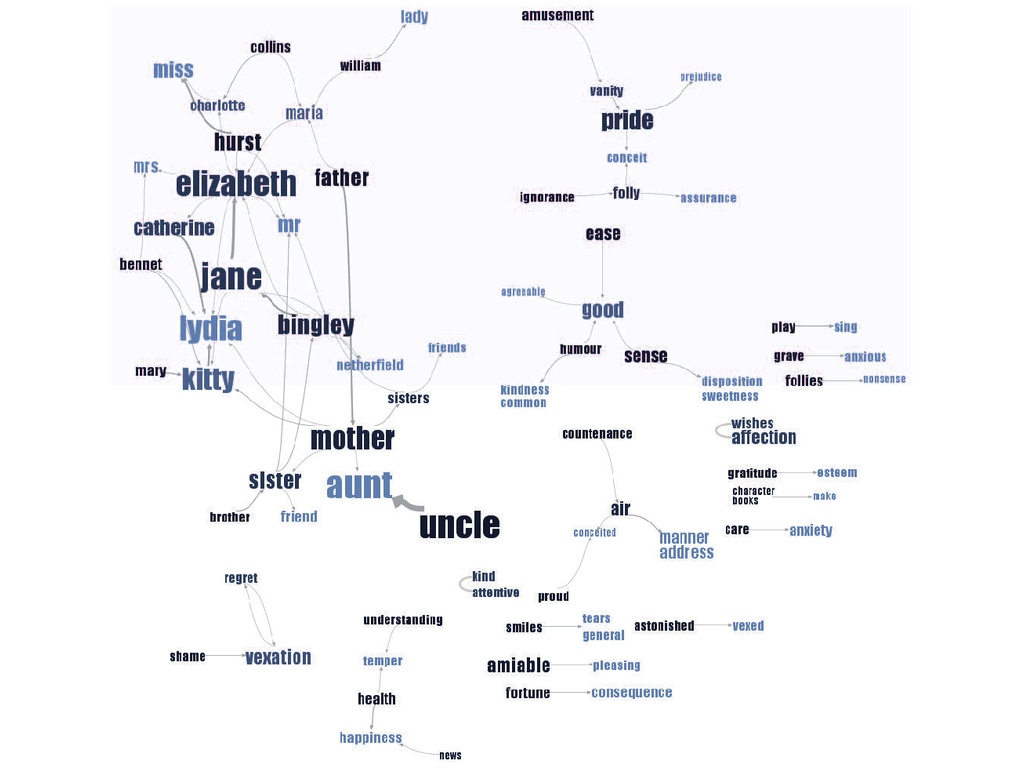 lady
amusement
collins
william
miss
prejudice
charlotte
vanity
maria
pride
hurst
conceit
mrs
elizabeth
father
ignorance
folly
assurance
catherine
mr
ease
bennet
jane
agreeable
good
lydia
bingley
play
sing
friends
humour
sense
grave
anxious
netherfield
mary
kitty
follies
nonsense
disposition
sweetness
kindness
common
sisters
wishes
affection
mother
countenance
gratitude
esteem
sister
aunt
character
books
make
air
brother
friend
uncle
conceited
care
anxiety
manner
address
regret
kind
attentive
proud
understanding
smiles
tears
general
astonished
vexed
shame
vexation
temper
amiable
pleasing
health
fortune
consequence
happiness
news